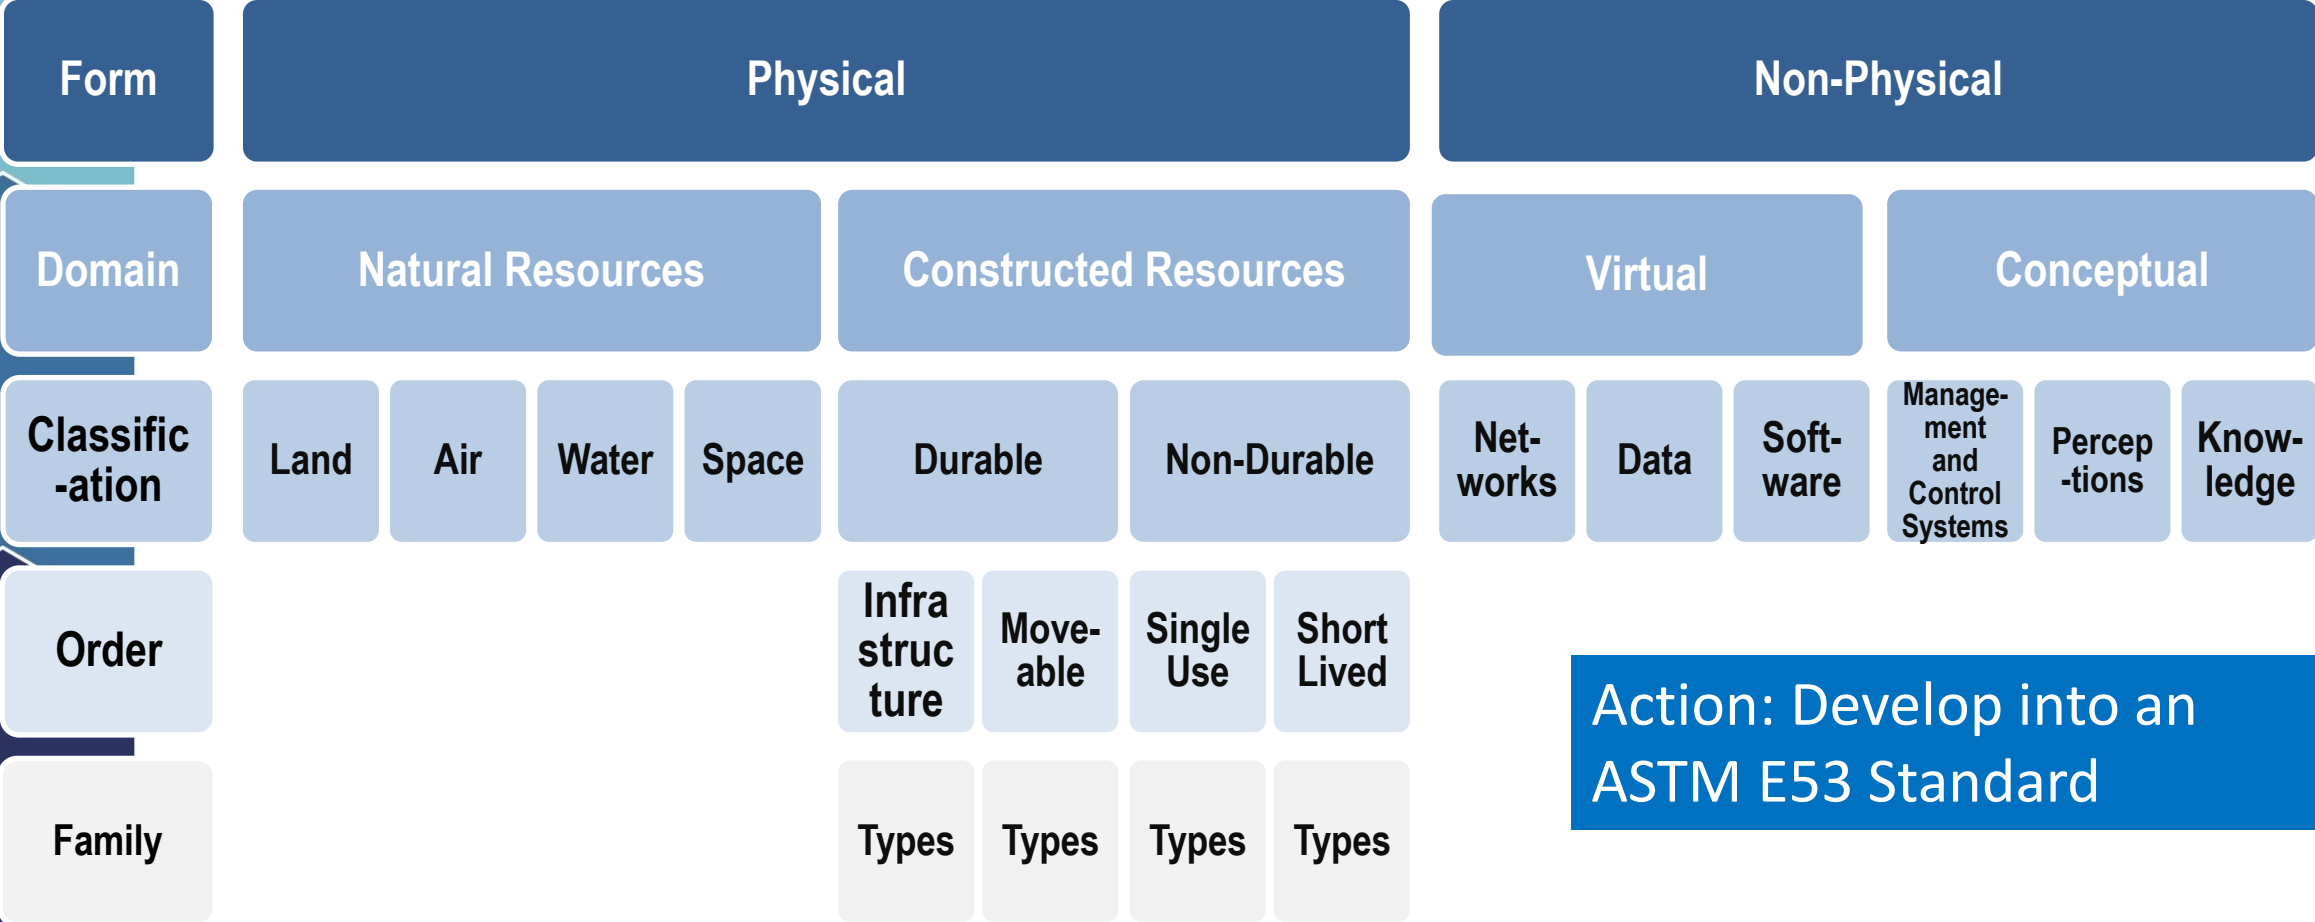 Form
Physical
Non-Physical
Domain
Natural Resources
Constructed Resources
Virtual
Conceptual
Classific
-ation
Land
Air
Water
Space
Durable
Non-Durable
Net-
works
Data
Soft-
ware
Manage-
ment
and
Control
Systems
Percep
-tions
Know-
ledge
Order
Infra
struc
ture
Move-
able
Single
Use
Short
Lived
Family
Types
Types
Types
Types
Action: Develop into an
ASTM E53 Standard